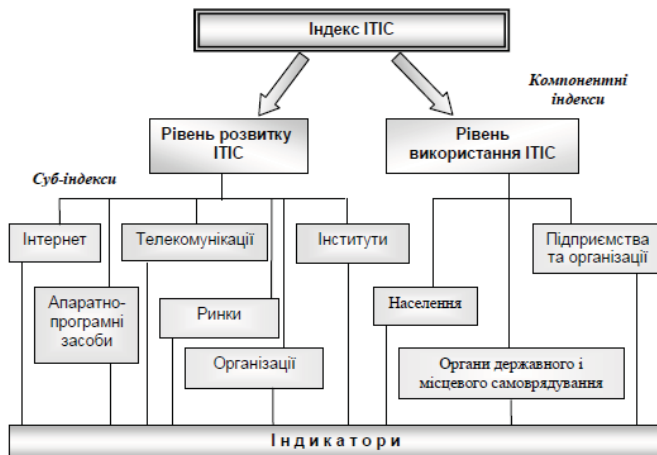 Індекс ІТІС
Компонентні
індекси
Рівень розвитку
ІТІС
Рівень
використання ІТІС
Суб-індекси
Інтернет
Телекомунікації
Інститути
Підприємства
та організації
Апаратно-
програмні
засоби
Ринки
Населення
Організації
Органи державного і
місцевого самоврядування
Індикатори